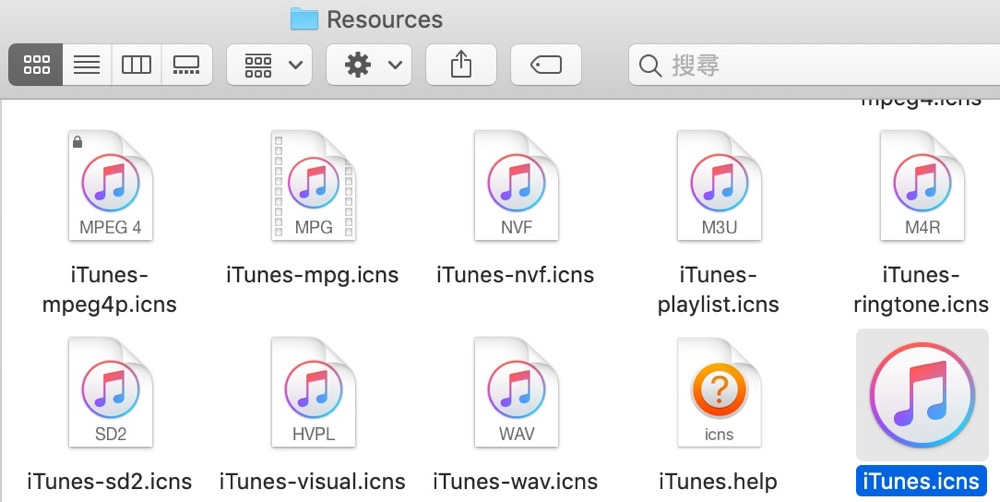 Resources
搜尋
mpeg4.icns
MPEG 4
MPG
NVF
M3U
M4R
iTunes-
mpeg4p.icns
iTunes-mpg.icns
iTunes-nvf.icns
iTunes-
playlist.icns
iTunes-
ringtone.icns
SD2
HVPL
WAV
icns
iTunes-sd2.icns
iTunes-visual.icns
iTunes-wav.icns
iTunes.help
iTunes.icns